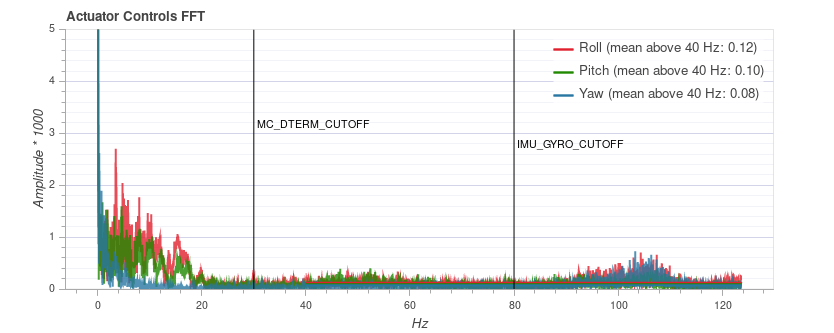 Actuator Controls FFT
Roll (mean above 40 Hz: 0.12)
Pitch (mean above 40 Hz: 0.10)
Yaw (mean above 40 Hz: 0.08)
MC_DTERM_CUTOFF
IMU_GYRO_CUTOFF
Amplitude * 1000
5
4
3
2
1
0
0 20 40 60 80 100 120
Hz